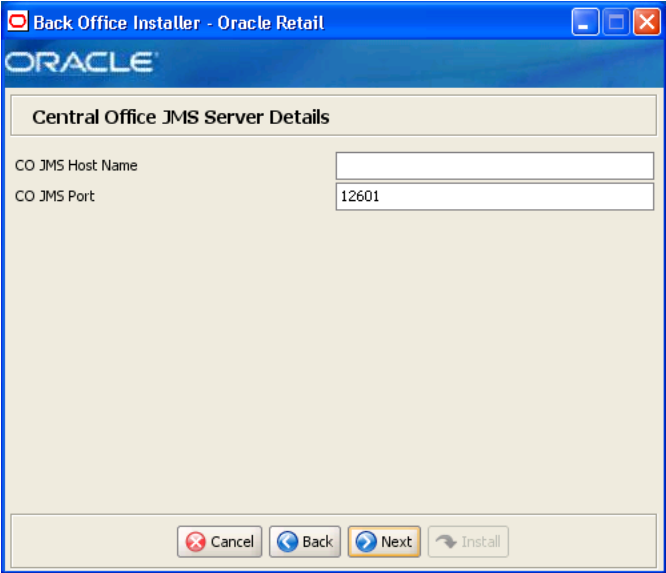 Back Office Installer - Oracle Retail
ORACLE
Central Office JMS Server Details
CO JMS Host Name
CO JMS Port 12601
Cancel Back Next Install